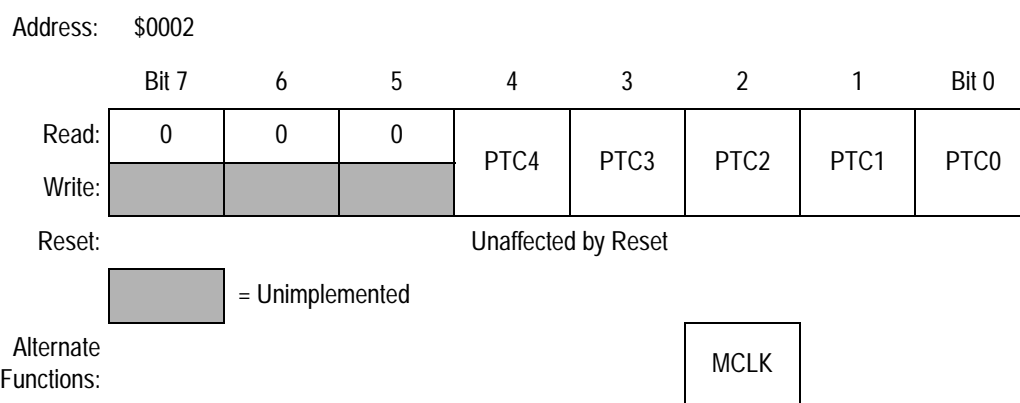 Address: $0002
Bit 7 6 5 4 3 2 1 Bit 0
Read: 0 0 0 PTC4 PTC3 PTC2 PTC1 PTC0
Write:
Reset: Unaffected by Reset
= Unimplemented
Alternate
Functions: MCLK